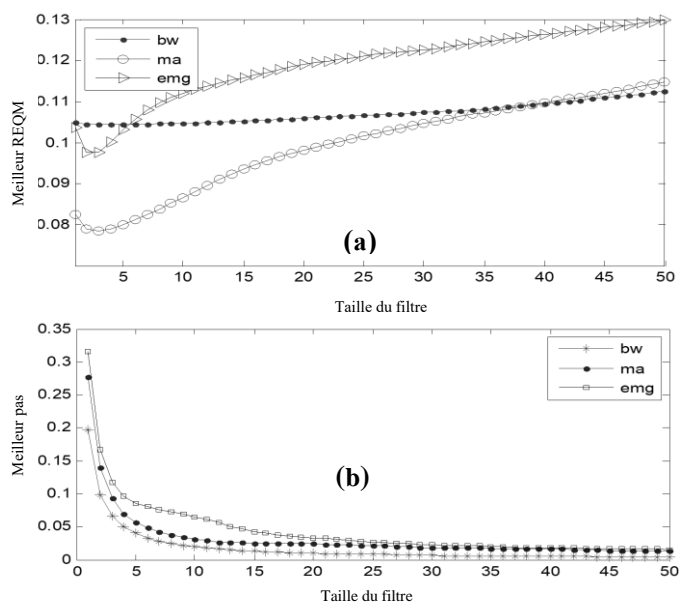 0.13
0.12
0.11
0.1
0.09
0.08
Meilleur REQM
bw
ma
emg
(a)
5 10 15 20 25 30 35 40 45 50
Taille du filtre
0.35
0.3
0.25
0.2
0.15
0.1
0.05
0
Meilleur pas
bw
ma
emg
(b)
0 5 10 15 20 25 30 35 40 45 50
Taille du filtre